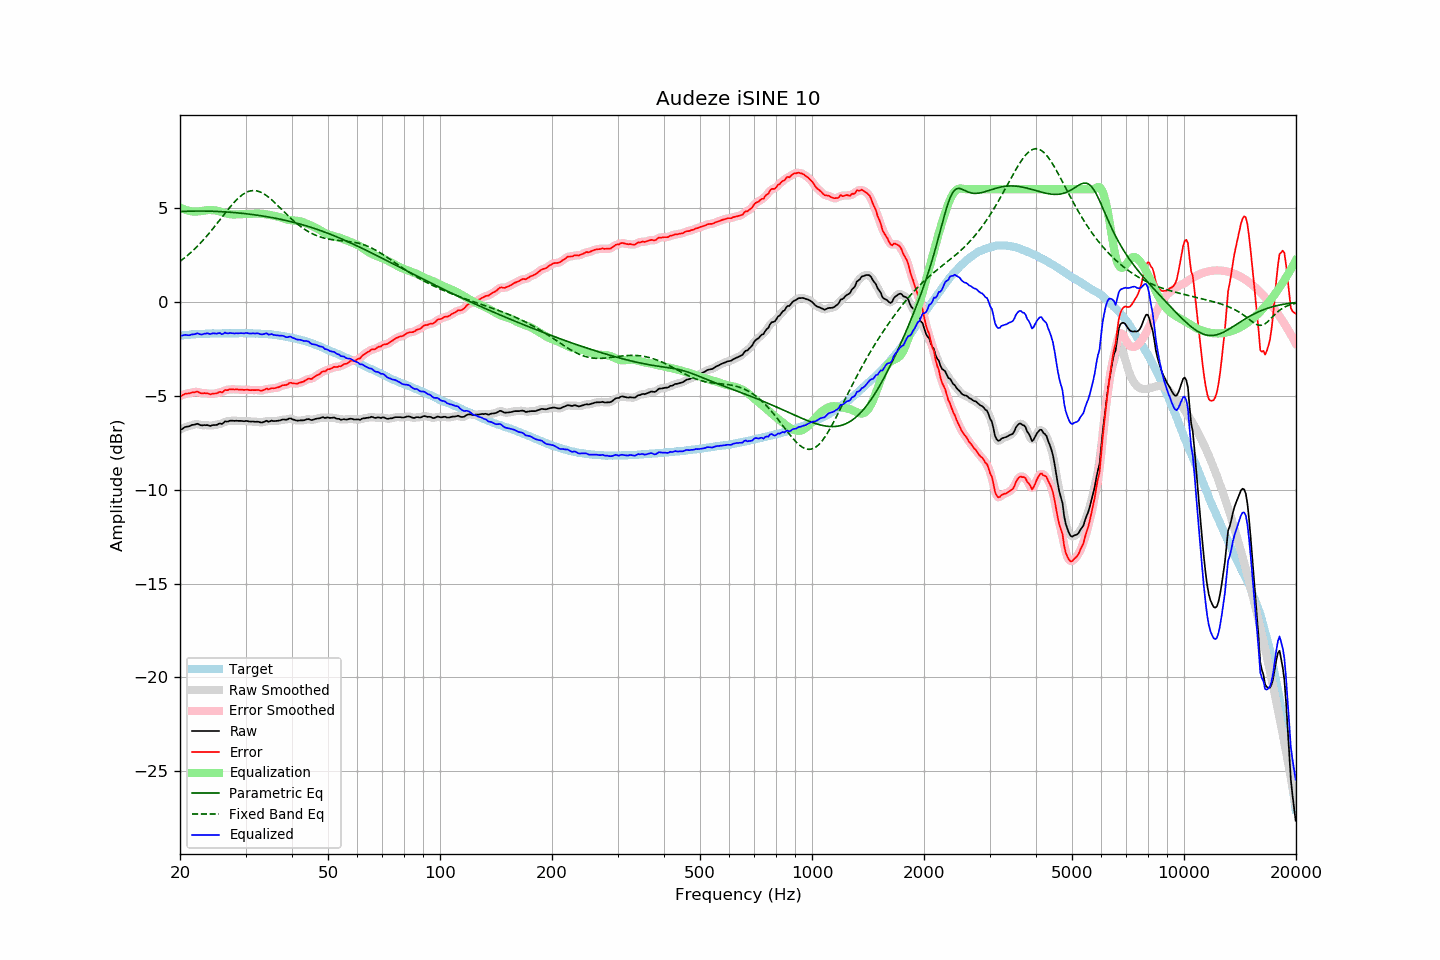 Audeze iSINE 10
Amplitude (dBr)
5
0
−5
−10
−15
−20
−25
Target
Raw Smoothed
Error Smoothed
Raw
Error
Equalization
Parametric Eq
Fixed Band Eq
Equalized
20 50 100 200 500 1000 2000 5000 10000 20000
Frequency (Hz)